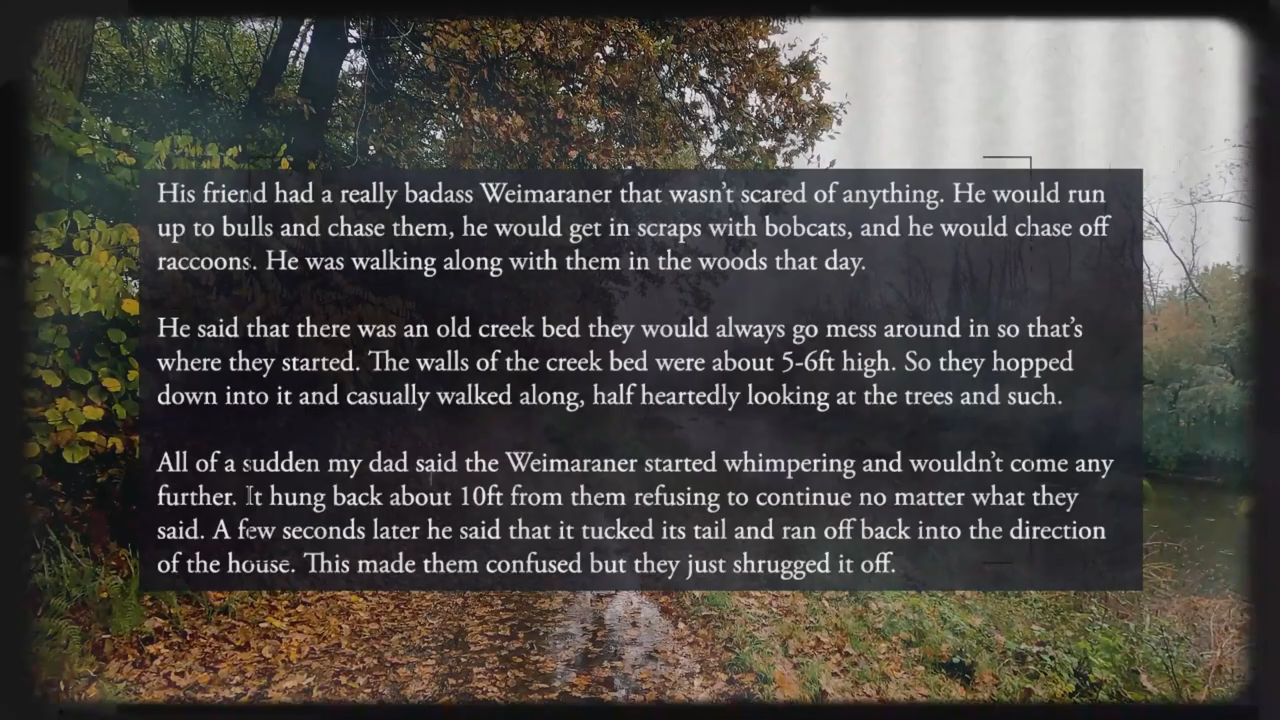 His friend had a really badass Weimaraner that wasn't scared of anything. He would run
up to bulls and chase them, he would get in scraps with bobcats, and he would chase off
raccoons. He was walking along with them in the woods that day.
He said that there was an old creek bed they would always go mess around in so that's
where they started. The walls of the creek bed were about 5-6ft high. So they hopped
down into it and casually walked along, half heartedly looking at the trees and such.
All of a sudden my dad said the Weimaraner started whimpering and wouldn't come any
further. It hung back about 10ft from them refusing to continue no matter what they
said. A few seconds later he said that it tucked its tail and ran off back into the direction
of the house. This made them confused but they just shrugged it off.